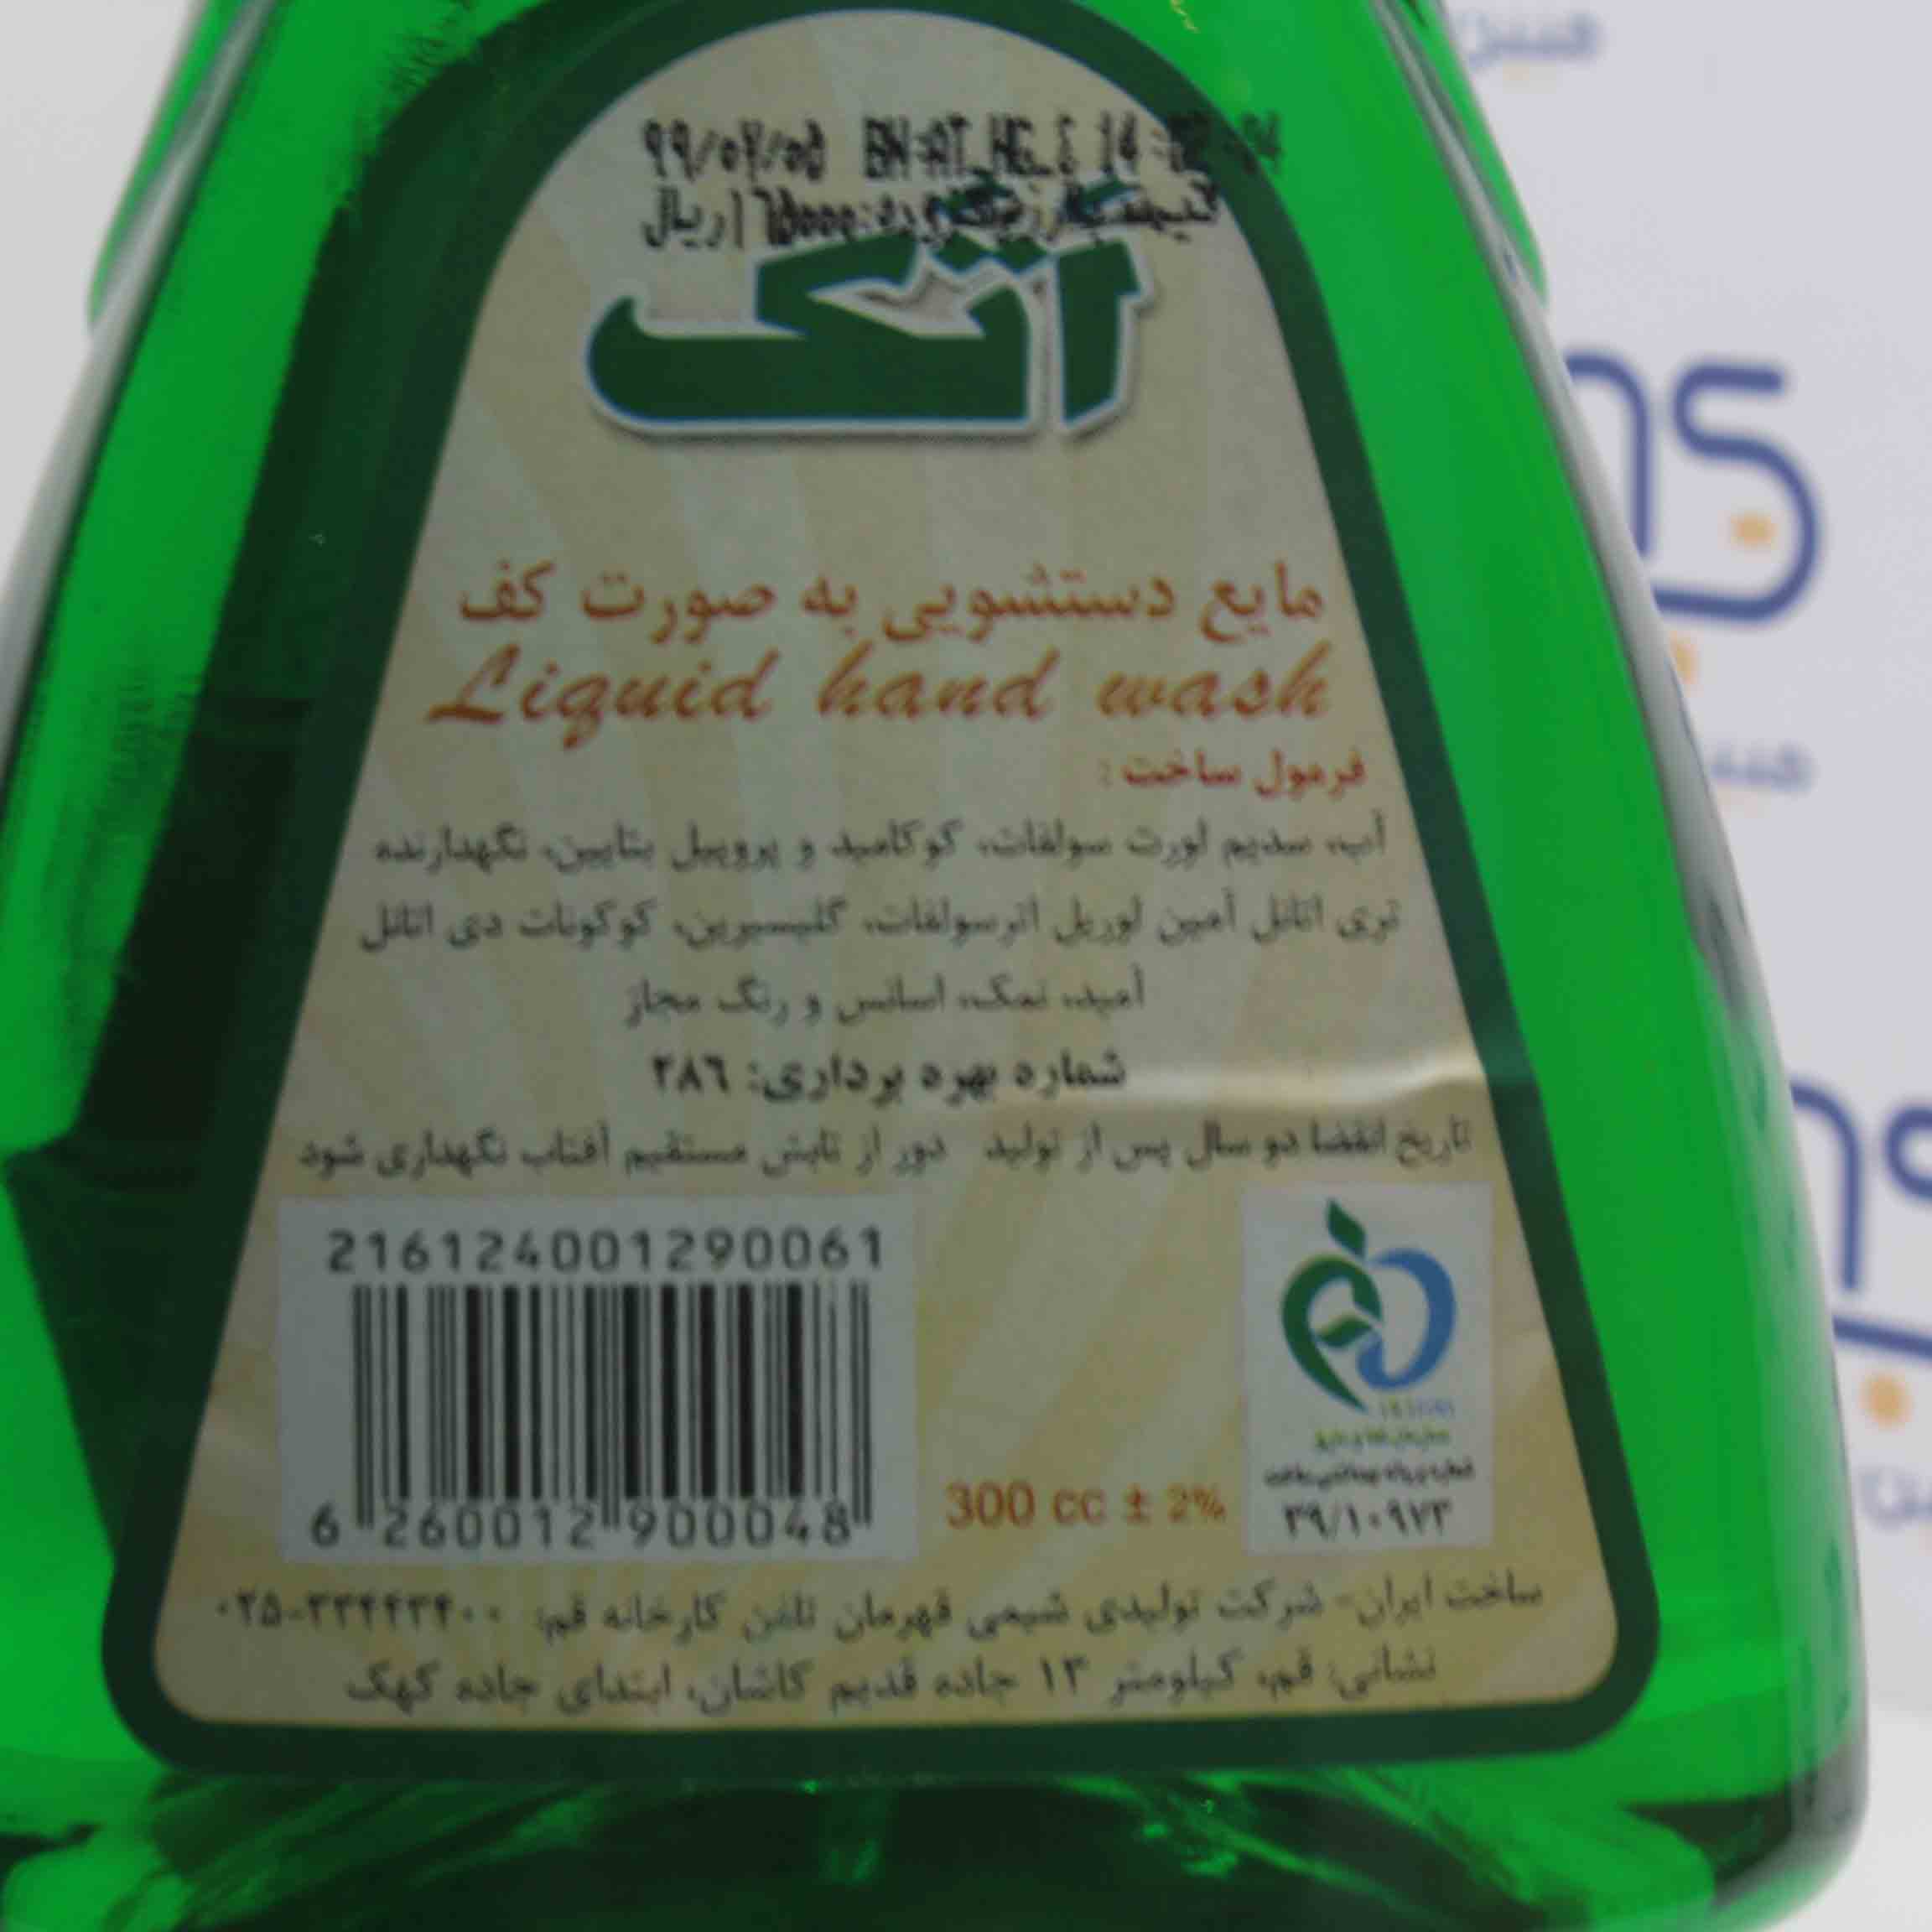 ۹۹/۰۲/۰۵
ریال
اتک
مایع دستشویی به صورت کف
Liquid hand wash
فرمول ساخت :
آب، سدیم لورت سولفات، کوکامید و پروپیل بتایین، نگهدارنده
تری اتانل آمین لوریل اترسولفات، گلیسیرین، کوکونات دی اتانل
آمید، نمک، اسانس و رنگ مجاز
شماره بهره برداری: ۲۸۶
تاریخ انقضا دو سال پس از تولید دور از تابش مستقیم آفتاب نگهداری شود
216124001290061
6 260012 900048
300 cc ± 2%
۳۹/۱۰۹۷۳
ساخت ایران- شرکت تولیدی شیمی قهرمان تلفن کارخانه قم: ۰۲۵-۳۳۴۴۳۴۰۰
نشانی: قم، کیلومتر ۱۳ جاده قدیم کاشان، ابتدای جاده کهک